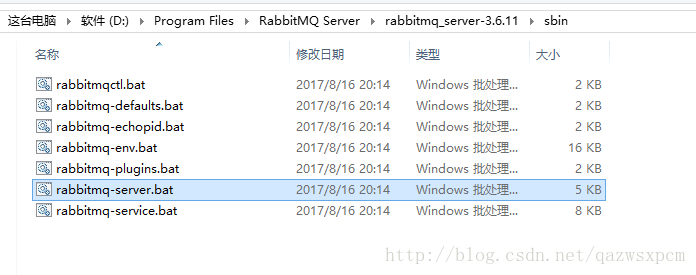 这台电脑 › 软件 (D:) › Program Files › RabbitMQ Server › rabbitmq_server-3.6.11 › sbin
名称 修改日期 类型 大小
rabbitmqctl.bat 2017/8/16 20:14 Windows 批处理... 2 KB
rabbitmq-defaults.bat 2017/8/16 20:14 Windows 批处理... 2 KB
rabbitmq-echopid.bat 2017/8/16 20:14 Windows 批处理... 2 KB
rabbitmq-env.bat 2017/8/16 20:14 Windows 批处理... 16 KB
rabbitmq-plugins.bat 2017/8/16 20:14 Windows 批处理... 2 KB
rabbitmq-server.bat 2017/8/16 20:14 Windows 批处理... 5 KB
rabbitmq-service.bat 2017/8/16 20:14 Windows 批处理... 8 KB
http://blog.csdn.net/qazwsxpcm